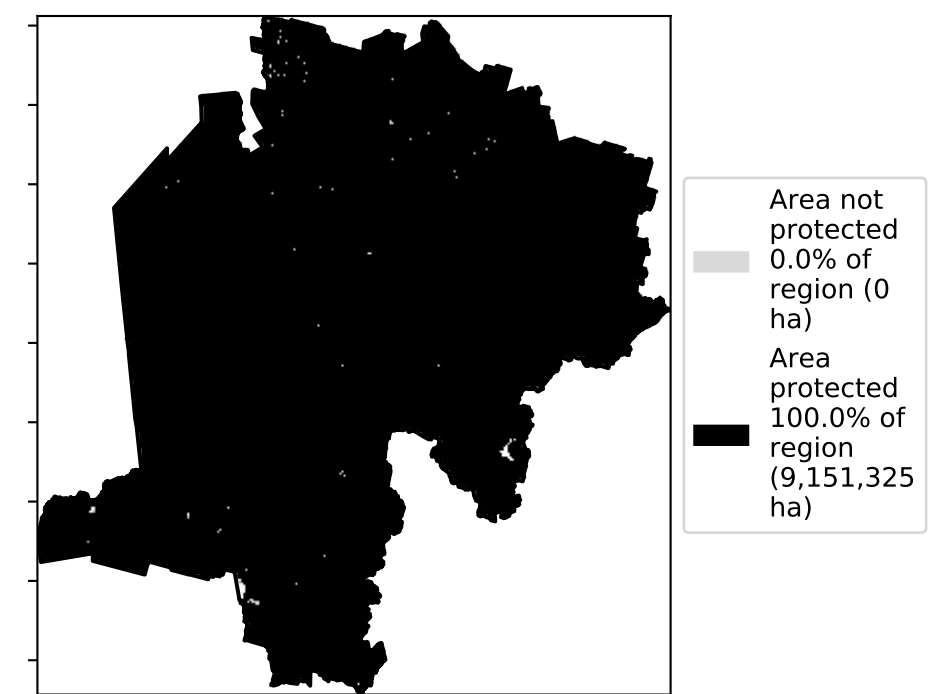 Area not
protected
0.0% of
region (0
ha)
Area
protected
100.0% of
region
(9,151,325
ha)